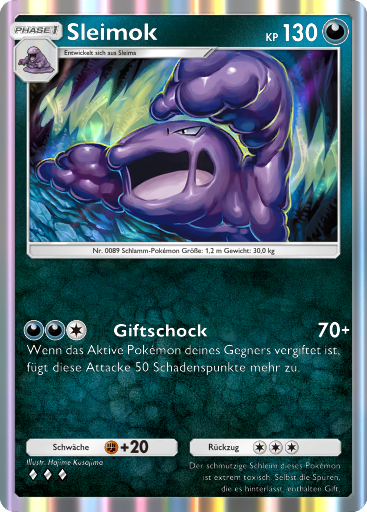 PHASE 1
Sleimok
KP 130
Entwickelt sich aus Sleima
Nr. 0089 Schlamm-Pokémon Größe: 1,2 m Gewicht: 30,0 kg
Giftschock 70+
Wenn das Aktive Pokémon deines Gegners vergiftet ist,
fügt diese Attacke 50 Schadenspunkte mehr zu.
Schwäche +20 Rückzug
Illustr. Hajime Kusajima
Der schmutzige Schleim dieses Pokémon
ist extrem toxisch. Selbst die Spuren,
die es hinterlässt, enthalten Gift.